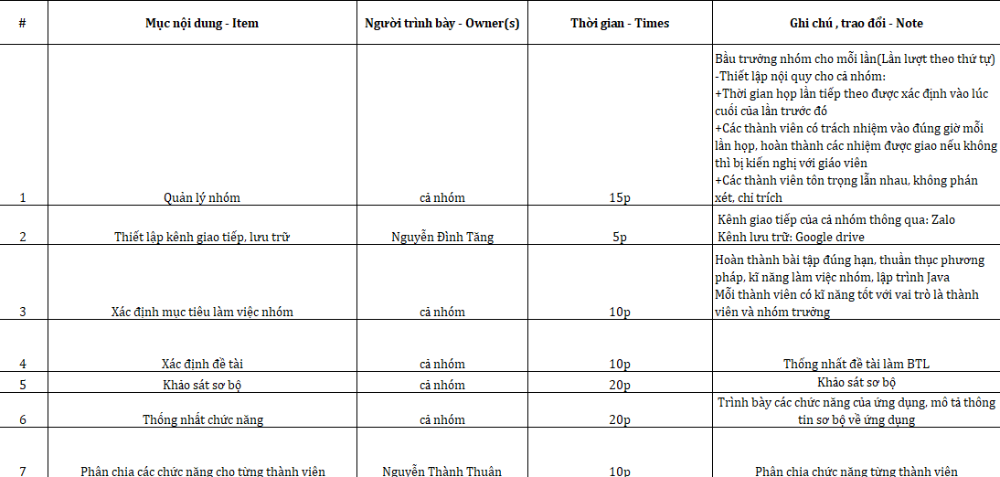 # Mục nội dung - Item Người trình bày - Owner(s) Thời gian - Times Ghi chú , trao đổi - Note
Bầu trưởng nhóm cho mỗi lần(Lần lượt theo thứ tự)
-Thiết lập nội quy cho cả nhóm:
+Thời gian họp lần tiếp theo được xác định vào lúc
cuối của lần trước đó
+Các thành viên có trách nhiệm vào đúng giờ mỗi
lần họp, hoàn thành các nhiệm được giao nếu không
thì bị kiến nghị với giáo viên
+Các thành viên tôn trọng lẫn nhau, không phán
1 Quản lý nhóm cả nhóm 15p xét, chỉ trích
Kênh giao tiếp của cả nhóm thông qua: Zalo
2 Thiết lập kênh giao tiếp, lưu trữ Nguyễn Đình Tăng 5p Kênh lưu trữ: Google drive
Hoàn thành bài tập đúng hạn, thuần thục phương
pháp, kĩ năng làm việc nhóm, lập trình Java
Mỗi thành viên có kĩ năng tốt với vai trò là thành
3 Xác định mục tiêu làm việc nhóm cả nhóm 10p viên và nhóm trưởng
4 Xác định đề tài cả nhóm 10p Thống nhất đề tài làm BTL
5 Khảo sát sơ bộ cả nhóm 20p Khảo sát sơ bộ
Trình bày các chức năng của ứng dụng, mô tả thông
6 Thống nhất chức năng cả nhóm 20p tin sơ bộ về ứng dụng
7 Phân chia các chức năng cho từng thành viên Nguyễn Thành Thuận 10p Phân chia chức năng từng thành viên